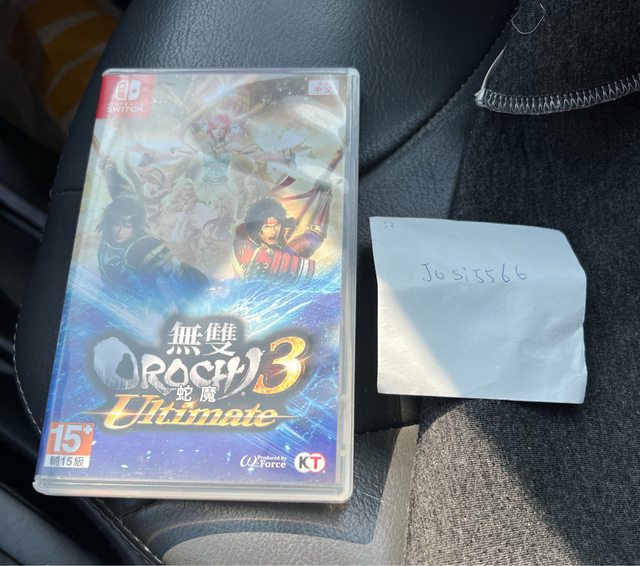 NINTENDO
SWITCH
中文
無雙
OROCHI 3
蛇魔
Ultimate
15+
輔15級
ω-Force
Produced by
KT
Josi5566